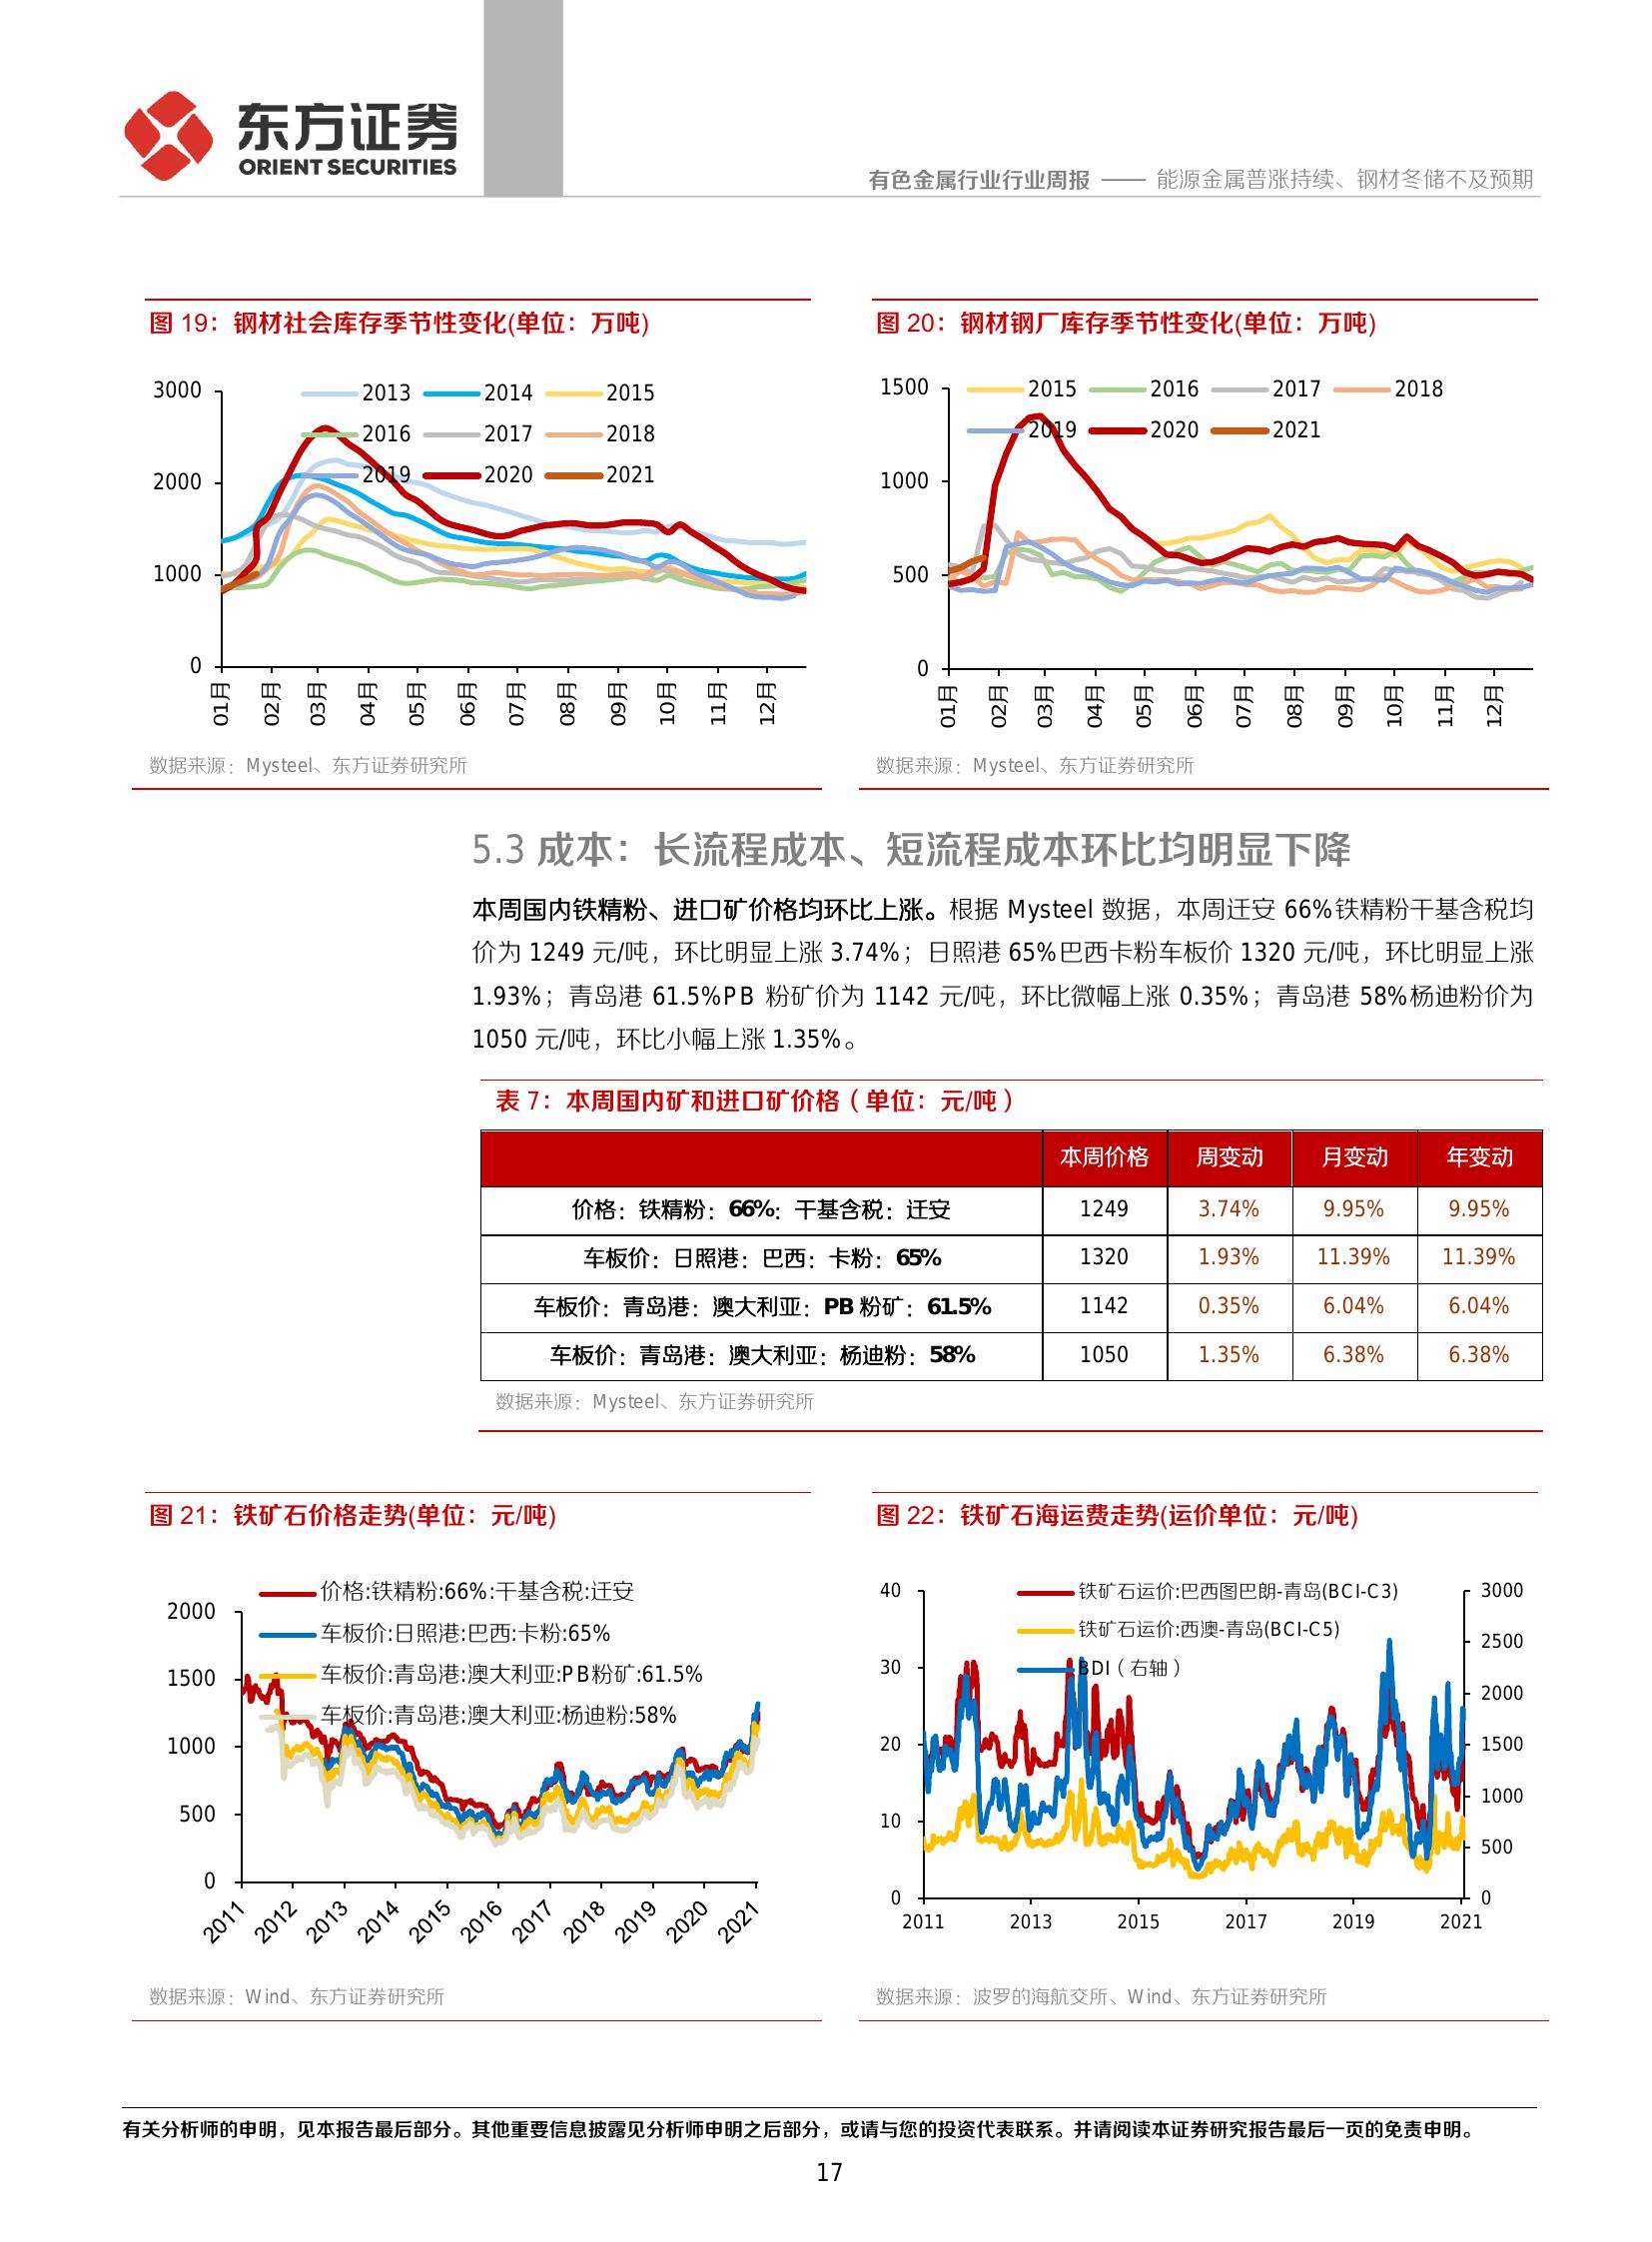 东方证券
ORIENT SECURITIES
有色金属行业行业周报 —— 能源金属普涨持续、钢材冬储不及预期
图 19：钢材社会库存季节性变化(单位：万吨)
3000
2000
1000
0
2013 2014 2015
2016 2017 2018
2019 2020 2021
01月 02月 03月 04月 05月 06月 07月 08月 09月 10月 11月 12月
数据来源：Mysteel、东方证券研究所
图 20：钢材钢厂库存季节性变化(单位：万吨)
1500
1000
500
0
2015 2016 2017 2018
2019 2020 2021
01月 02月 03月 04月 05月 06月 07月 08月 09月 10月 11月 12月
数据来源：Mysteel、东方证券研究所
5.3 成本：长流程成本、短流程成本环比均明显下降
本周国内铁精粉、进口矿价格均环比上涨。根据 Mysteel 数据，本周迁安 66%铁精粉干基含税均
价为 1249 元/吨，环比明显上涨 3.74%；日照港 65%巴西卡粉车板价 1320 元/吨，环比明显上涨
1.93%；青岛港 61.5%PB 粉矿价为 1142 元/吨，环比微幅上涨 0.35%；青岛港 58%杨迪粉价为
1050 元/吨，环比小幅上涨 1.35%。
表 7：本周国内矿和进口矿价格（单位：元/吨）
本周价格 周变动 月变动 年变动
价格：铁精粉：66%：干基含税：迁安 1249 3.74% 9.95% 9.95%
车板价：日照港：巴西：卡粉：65% 1320 1.93% 11.39% 11.39%
车板价：青岛港：澳大利亚：PB 粉矿：61.5% 1142 0.35% 6.04% 6.04%
车板价：青岛港：澳大利亚：杨迪粉：58% 1050 1.35% 6.38% 6.38%
数据来源：Mysteel、东方证券研究所
图 21：铁矿石价格走势(单位：元/吨)
价格:铁精粉:66%:干基含税:迁安
车板价:日照港:巴西:卡粉:65%
车板价:青岛港:澳大利亚:PB粉矿:61.5%
车板价:青岛港:澳大利亚:杨迪粉:58%
2000
1500
1000
500
0
2011 2012 2013 2014 2015 2016 2017 2018 2019 2020 2021
数据来源：Wind、东方证券研究所
图 22：铁矿石海运费走势(运价单位：元/吨)
铁矿石运价:巴西图巴朗-青岛(BCI-C3)
铁矿石运价:西澳-青岛(BCI-C5)
BDI（右轴）
40
30
20
10
0
3000
2500
2000
1500
1000
500
0
2011 2013 2015 2017 2019 2021
数据来源：波罗的海航交所、Wind、东方证券研究所
有关分析师的申明，见本报告最后部分。其他重要信息披露见分析师申明之后部分，或请与您的投资代表联系。并请阅读本证券研究报告最后一页的免责申明。
17